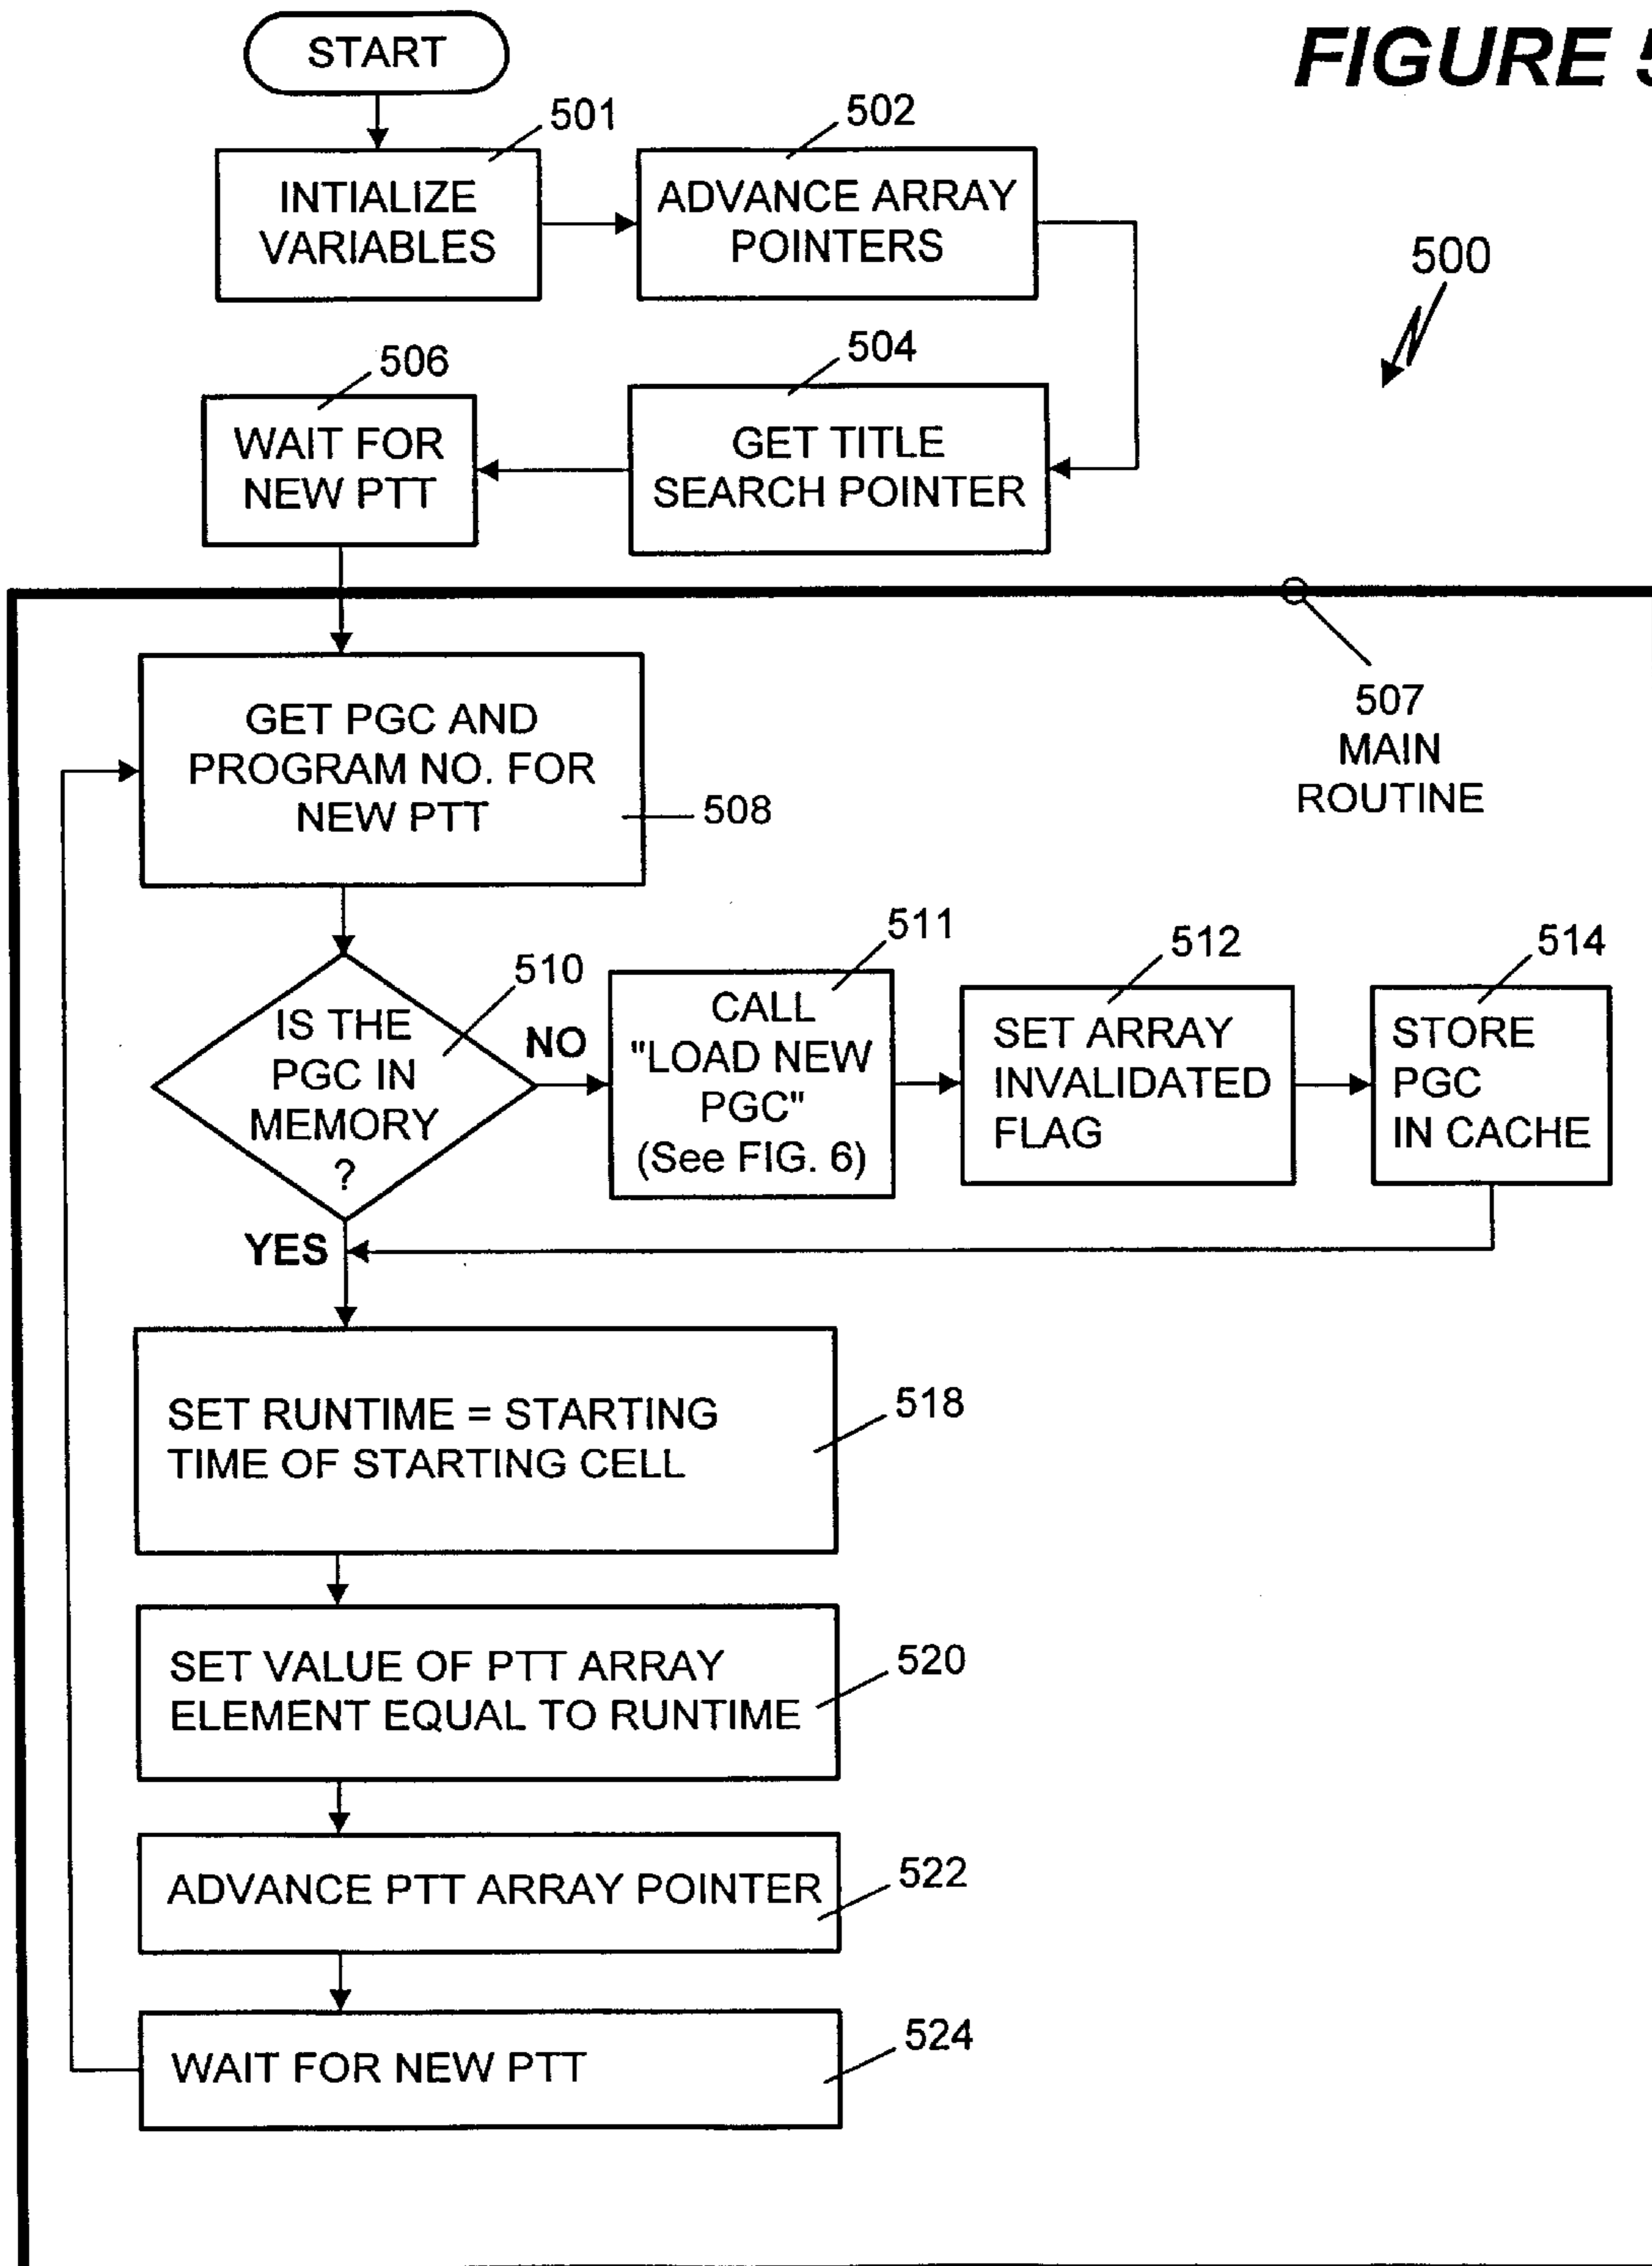 FIGURE 5
START
501
INTIALIZE
VARIABLES
502
ADVANCE ARRAY
POINTERS
500
504
GET TITLE
SEARCH POINTER
506
WAIT FOR
NEW PTT
507
MAIN
ROUTINE
GET PGC AND
PROGRAM NO. FOR
NEW PTT
508
510
IS THE
PGC IN
MEMORY
?
NO
YES
511
CALL
"LOAD NEW
PGC"
(See FIG. 6)
512
SET ARRAY
INVALIDATED
FLAG
514
STORE
PGC
IN CACHE
SET RUNTIME = STARTING
TIME OF STARTING CELL
518
SET VALUE OF PTT ARRAY
ELEMENT EQUAL TO RUNTIME
520
ADVANCE PTT ARRAY POINTER
522
WAIT FOR NEW PTT
524